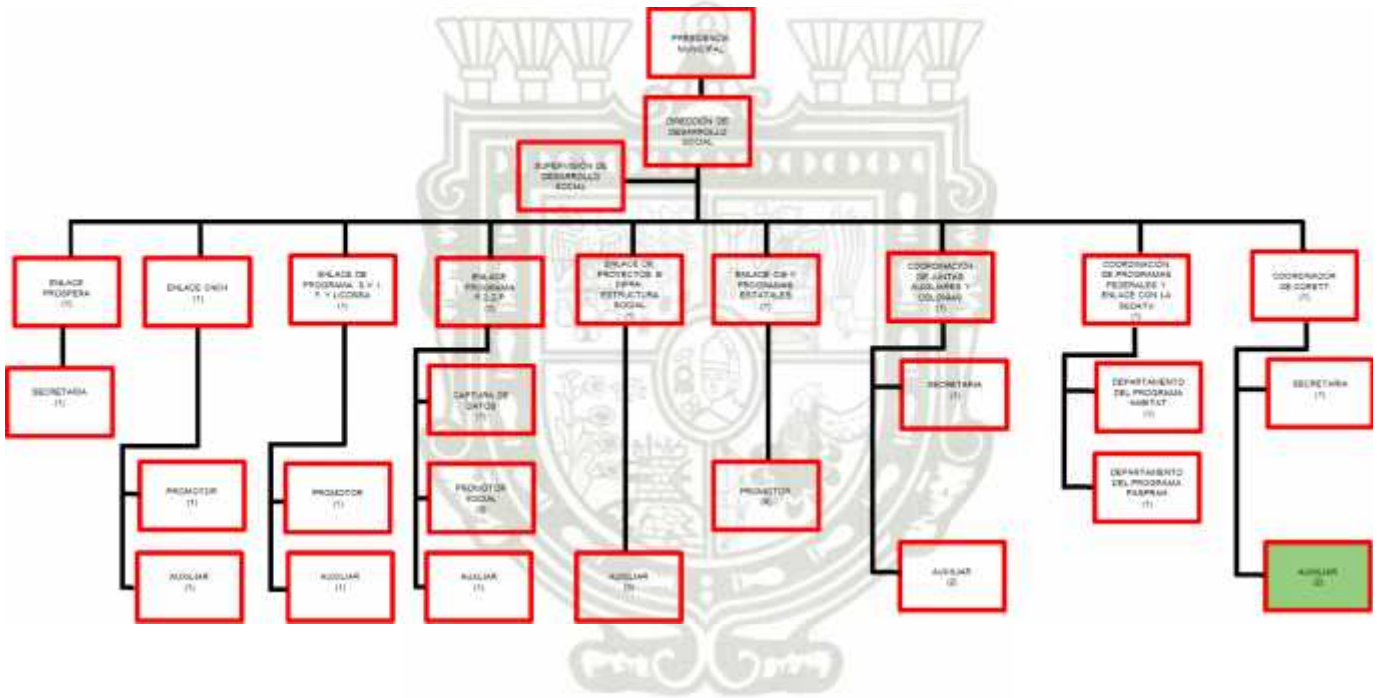 PRESIDENCIA
MUNICIPAL
DIRECCIÓN DE
DESARROLLO
SOCIAL
SUPERVISIÓN DE
DESARROLLO
SOCIAL
ENLACE
PROSPERA
(1)
ENLACE
(1)
ENLACE DE
PROGRAMA S.V.I.
F. Y LICONSA
(1)
ENLACE
PROGRAMA
ENLACE DE
PROYECTOS E
INFRA
ESTRUCTURA
SOCIAL
ENLACE Y
PROGRAMAS
ESTATALES
(1)
COORDINACIÓN
DE JUNTAS
AUXILIARES Y
COLONIAS
(1)
COORDINACIÓN
DE PROGRAMAS
FEDERALES Y
ENLACE CON LA
SEDATU
(1)
COORDINADOR
DE CORETT
(1)
SECRETARIA
(1)
CAPTURA DE
DATOS
(1)
SECRETARIA
(1)
DEPARTAMENTO
DEL PROGRAMA
HABITAT
(1)
SECRETARIA
(1)
PROMOTOR
(1)
PROMOTOR
(1)
PROMOTOR
SOCIAL
PROMOTOR
DEPARTAMENTO
DEL PROGRAMA
(1)
AUXILIAR
(1)
AUXILIAR
(1)
AUXILIAR
(1)
AUXILIAR
AUXILIAR
(2)
AUXILIAR
(2)